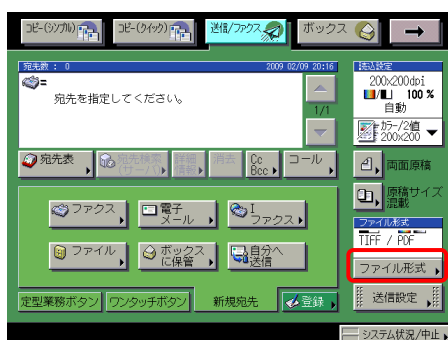 コピー(シンプル)
コピー(クイック)
送信/ファクス
ボックス
宛先数 : 0
2009 02/09 20:16
宛先を指定してください。
1/1
宛先表
宛先検索
(サーバ)
詳細
情報
消去
Cc
Bcc
コール
ファクス
電子
メール
I
ファクス
ファイル
ボックス
に保管
自分へ
送信
定型業務ボタン
ワンタッチボタン
新規宛先
登録
読込設定
200x200dpi
100 %
自動
カラー/2値
200x200
両面原稿
原稿サイズ
混載
ファイル形式
TIFF / PDF
ファイル形式
送信設定
システム状況/中止